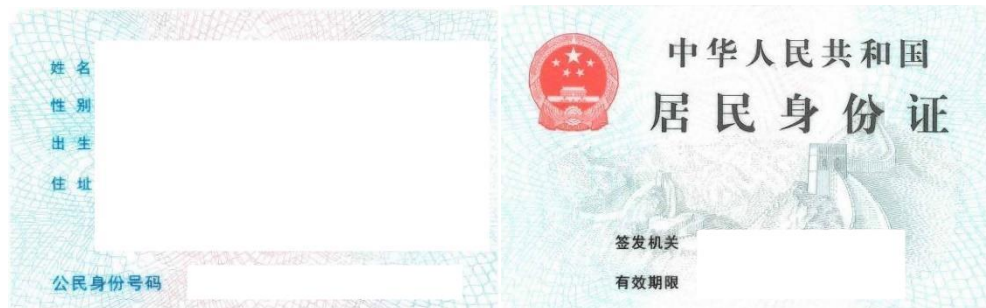 姓名
性别
出生
住址
公民身份号码
中华人民共和国
居民身份证
签发机关
有效期限